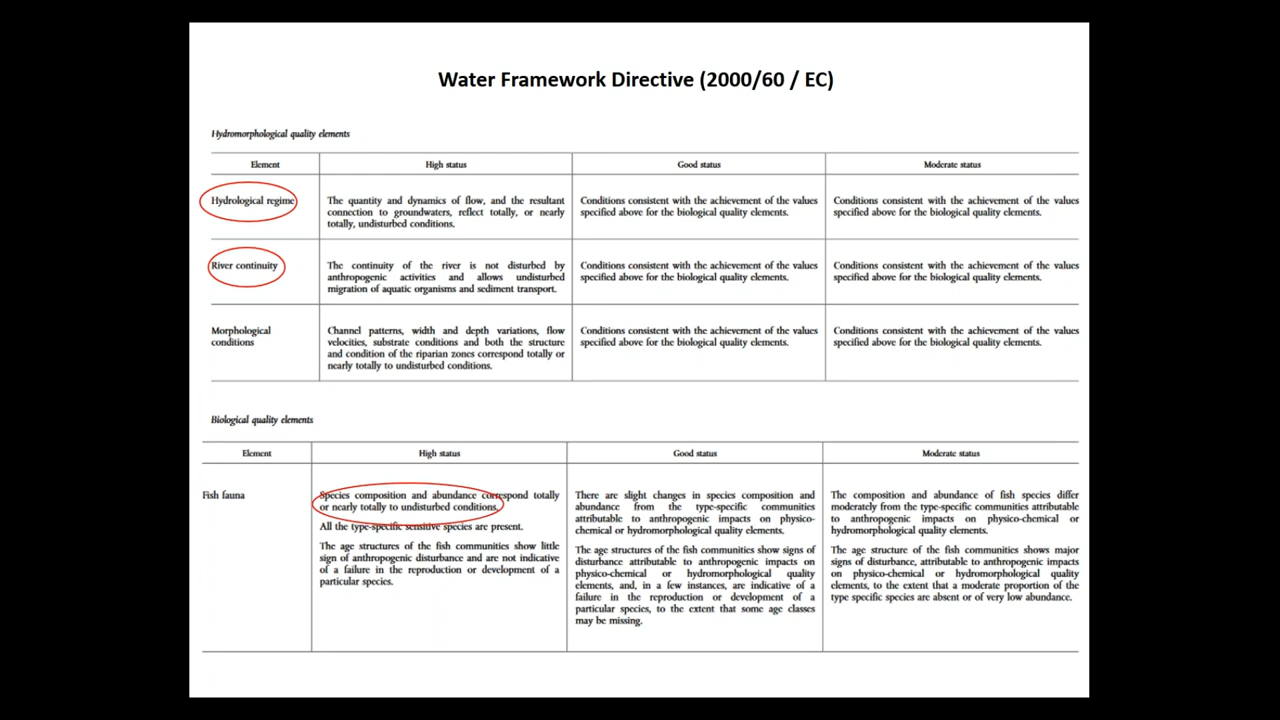 Water Framework Directive (2000/60 / EC)
Hydromorphological quality elements
Element High status Good status Moderate status
Hydrological regime
The quantity and dynamics of flow, and the resultant
connection to groundwaters, reflect totally, or nearly
totally, undisturbed conditions.
Conditions consistent with the achievement of the values
specified above for the biological quality elements.
Conditions consistent with the achievement of the values
specified above for the biological quality elements.
River continuity
The continuity of the river is not disturbed by
anthropogenic activities and allows undisturbed
migration of aquatic organisms and sediment transport.
Conditions consistent with the achievement of the values
specified above for the biological quality elements.
Conditions consistent with the achievement of the values
specified above for the biological quality elements.
Morphological
conditions
Channel patterns, width and depth variations, flow
velocities, substrate conditions and both the structure
and condition of the riparian zones correspond totally or
nearly totally to undisturbed conditions.
Conditions consistent with the achievement of the values
specified above for the biological quality elements.
Conditions consistent with the achievement of the values
specified above for the biological quality elements.
Biological quality elements
Element High status Good status Moderate status
Fish fauna
Species composition and abundance correspond totally
or nearly totally to undisturbed conditions.
All the type-specific sensitive species are present.
The age structures of the fish communities show little
sign of anthropogenic disturbance and are not indicative
of a failure in the reproduction or development of a
particular species.
There are slight changes in species composition and
abundance from the type-specific communities
attributable to anthropogenic impacts on physico-
chemical or hydromorphological quality elements.
The age structures of the fish communities show signs of
disturbance attributable to anthropogenic impacts on
physico-chemical or hydromorphological quality
elements, and, in a few instances, are indicative of a
failure in the reproduction or development of a
particular species, to the extent that some age classes
may be missing.
The composition and abundance of fish species differ
moderately from the type-specific communities attributable
to anthropogenic impacts on physico-chemical or
hydromorphological quality elements.
The age structure of the fish communities shows major
signs of disturbance, attributable to anthropogenic impacts
on physico-chemical or hydromorphological quality
elements, to the extent that a moderate proportion of the
type specific species are absent or of very low abundance.